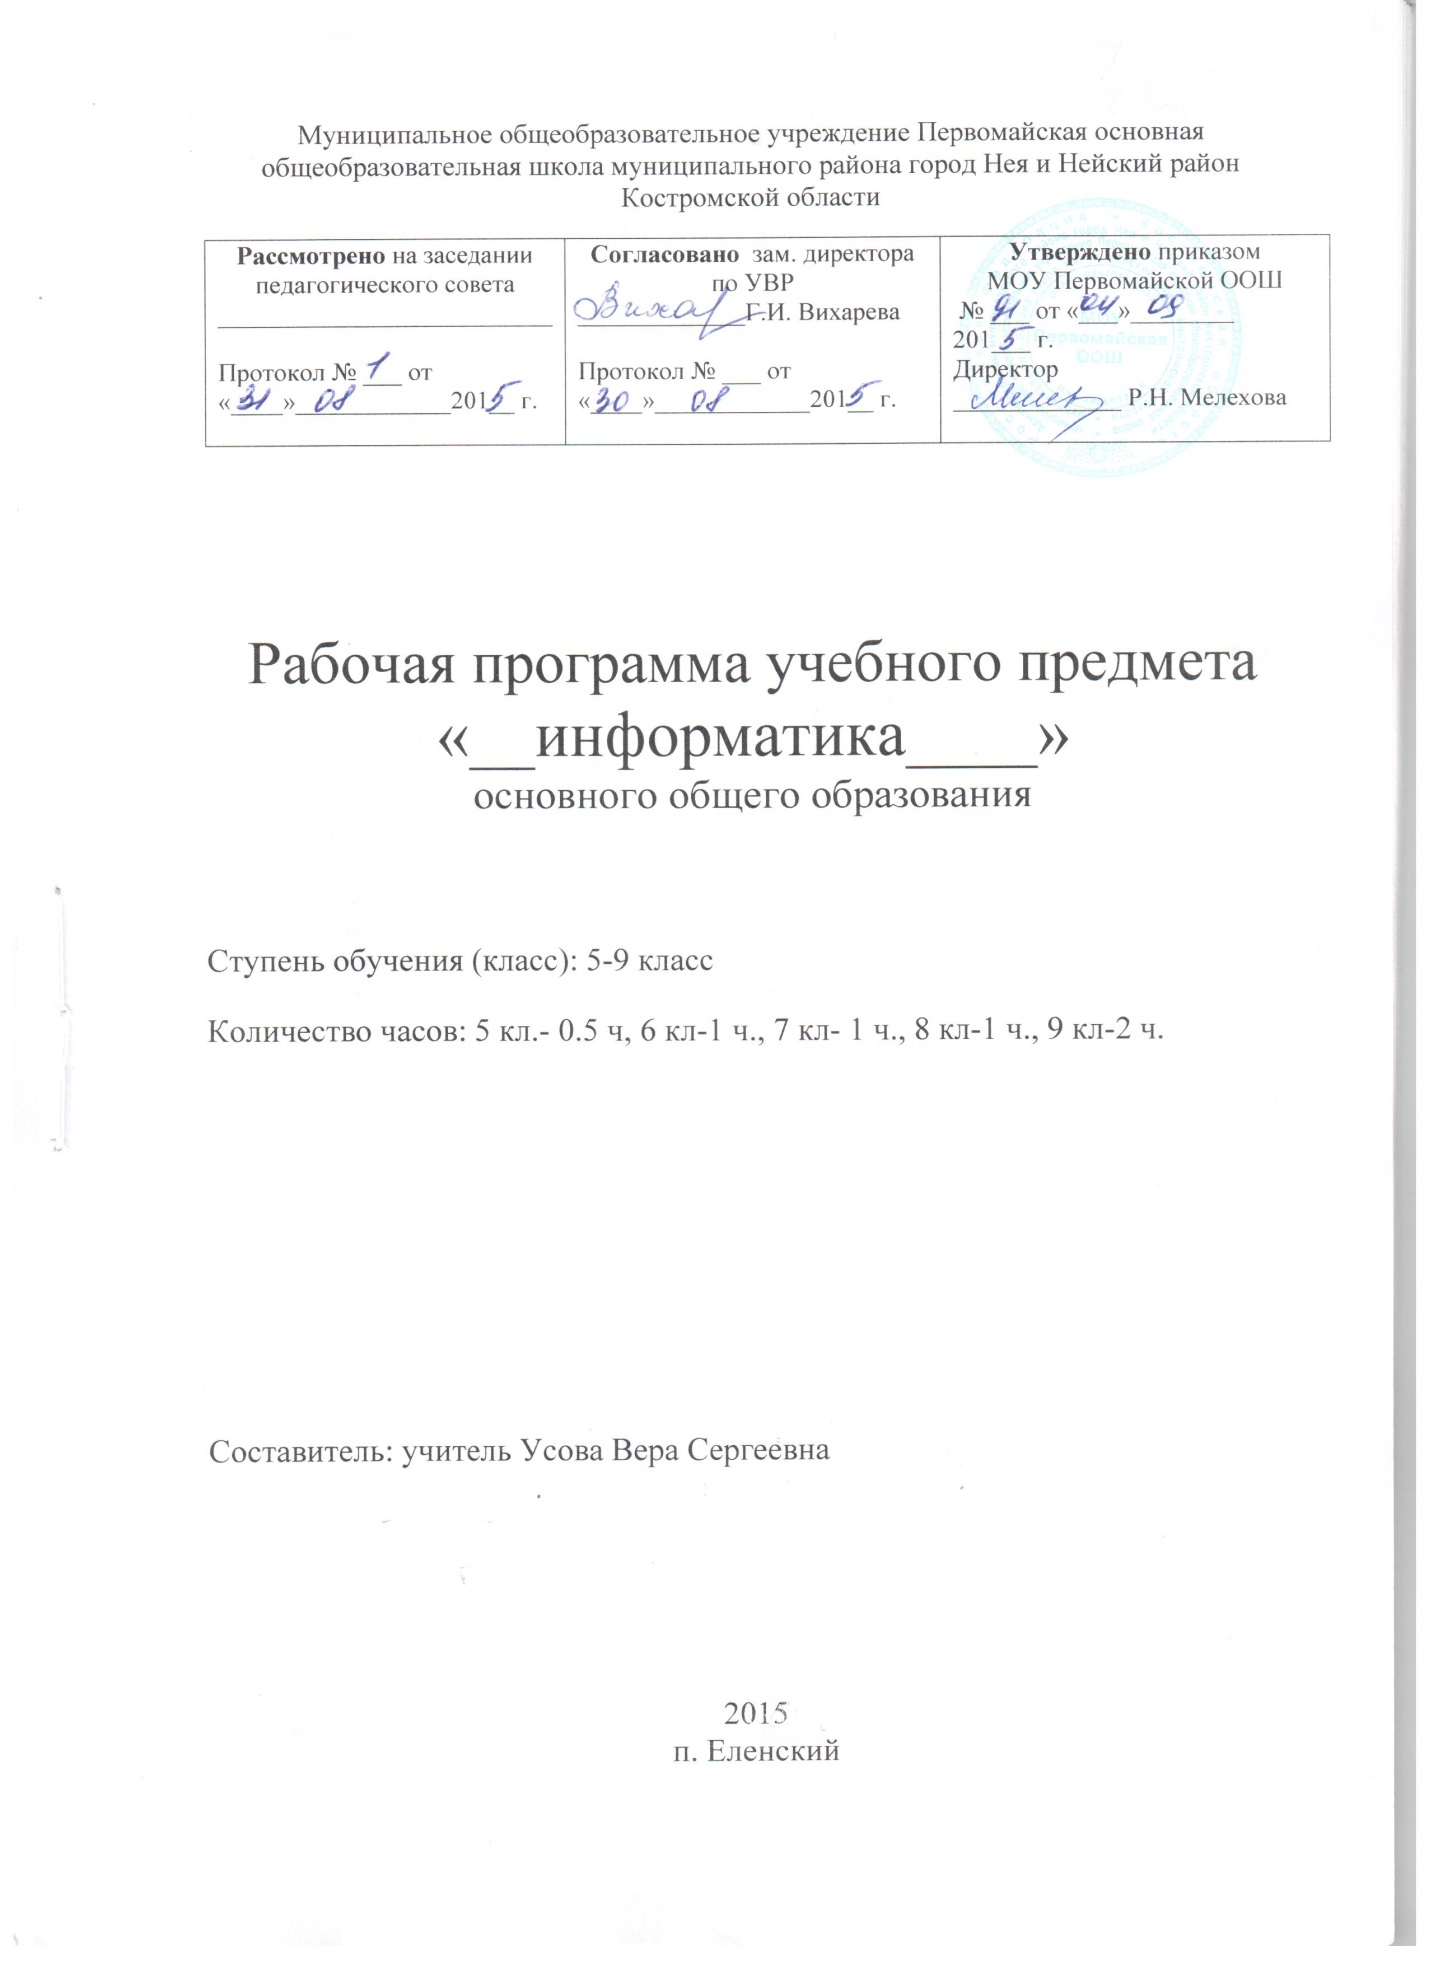 Муниципальное общеобразовательное учреждение Первомайская основная
общеобразовательная школа муниципального района город Нея и Нейский район
Костромской области
Рассмотрено на заседании
педагогического совета
Протокол № 1 от
«31» 08 2015 г.
Согласовано зам. директора
по УВР
Г.И. Вихарева
Протокол № ___ от
«30» 08 2015 г.
Утверждено приказом
МОУ Первомайской ООШ
№ 91 от «04» 09
2015 г.
Директор
Р.Н. Мелехова
Первомайская
ООШ
Рабочая программа учебного предмета
«__информатика____»
основного общего образования
Ступень обучения (класс): 5-9 класс
Количество часов: 5 кл.- 0.5 ч, 6 кл-1 ч., 7 кл- 1 ч., 8 кл-1 ч., 9 кл-2 ч.
Составитель: учитель Усова Вера Сергеевна
2015
п. Еленский